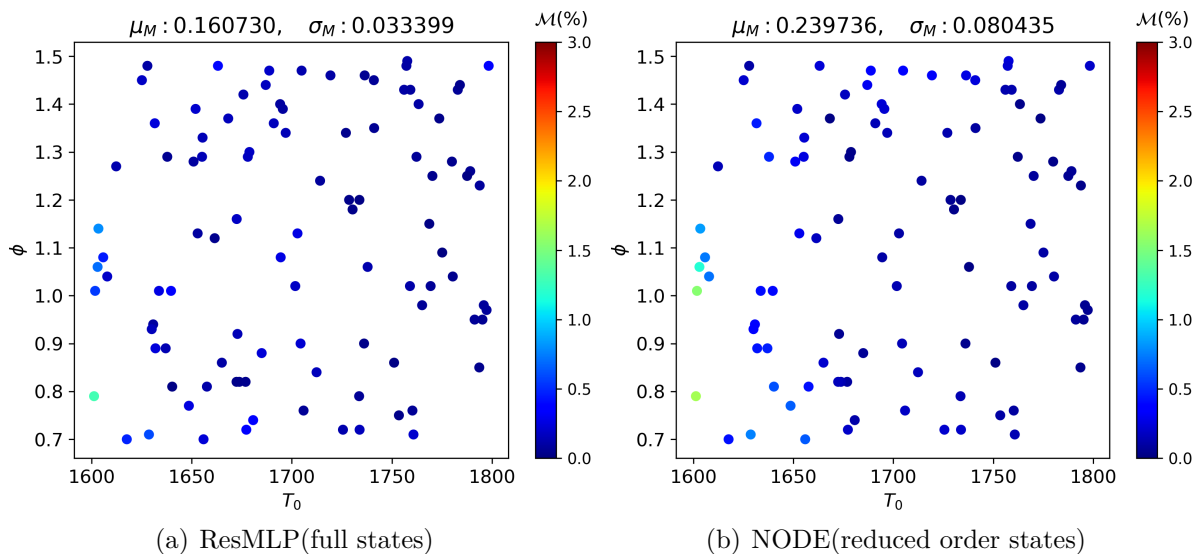 μ_M : 0.160730, σ_M : 0.033399
ℳ(%)
3.0
2.5
2.0
1.5
1.0
0.5
0.0
1.5
1.4
1.3
1.2
1.1
1.0
0.9
0.8
0.7
ϕ
1600 1650 1700 1750 1800
T_0
(a) ResMLP(full states)
μ_M : 0.239736, σ_M : 0.080435
ℳ(%)
3.0
2.5
2.0
1.5
1.0
0.5
0.0
1.5
1.4
1.3
1.2
1.1
1.0
0.9
0.8
0.7
ϕ
1600 1650 1700 1750 1800
T_0
(b) NODE(reduced order states)